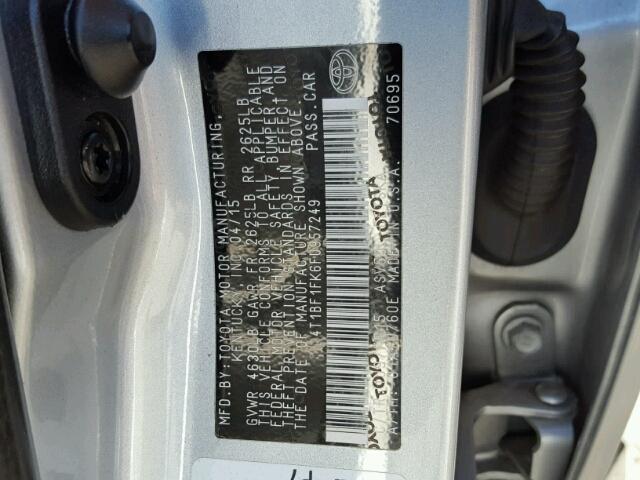 MFD.BY:TOYOTA MOTOR MANUFACTURING,
KENTUCKY, INC. 04/15
GVWR 4630LB GAWR FR 2625LB RR 2625LB
THIS VEHICLE CONFORMS TO ALL APPLICABLE
FEDERAL MOTOR VEHICLE SAFETY, BUMPER AND
THEFT PREVENTION STANDARDS IN EFFECT ON
THE DATE OF MANUFACTURE SHOWN ABOVE.
PASS.CAR
TOYOTA
MADE IN U.S.A.
70695